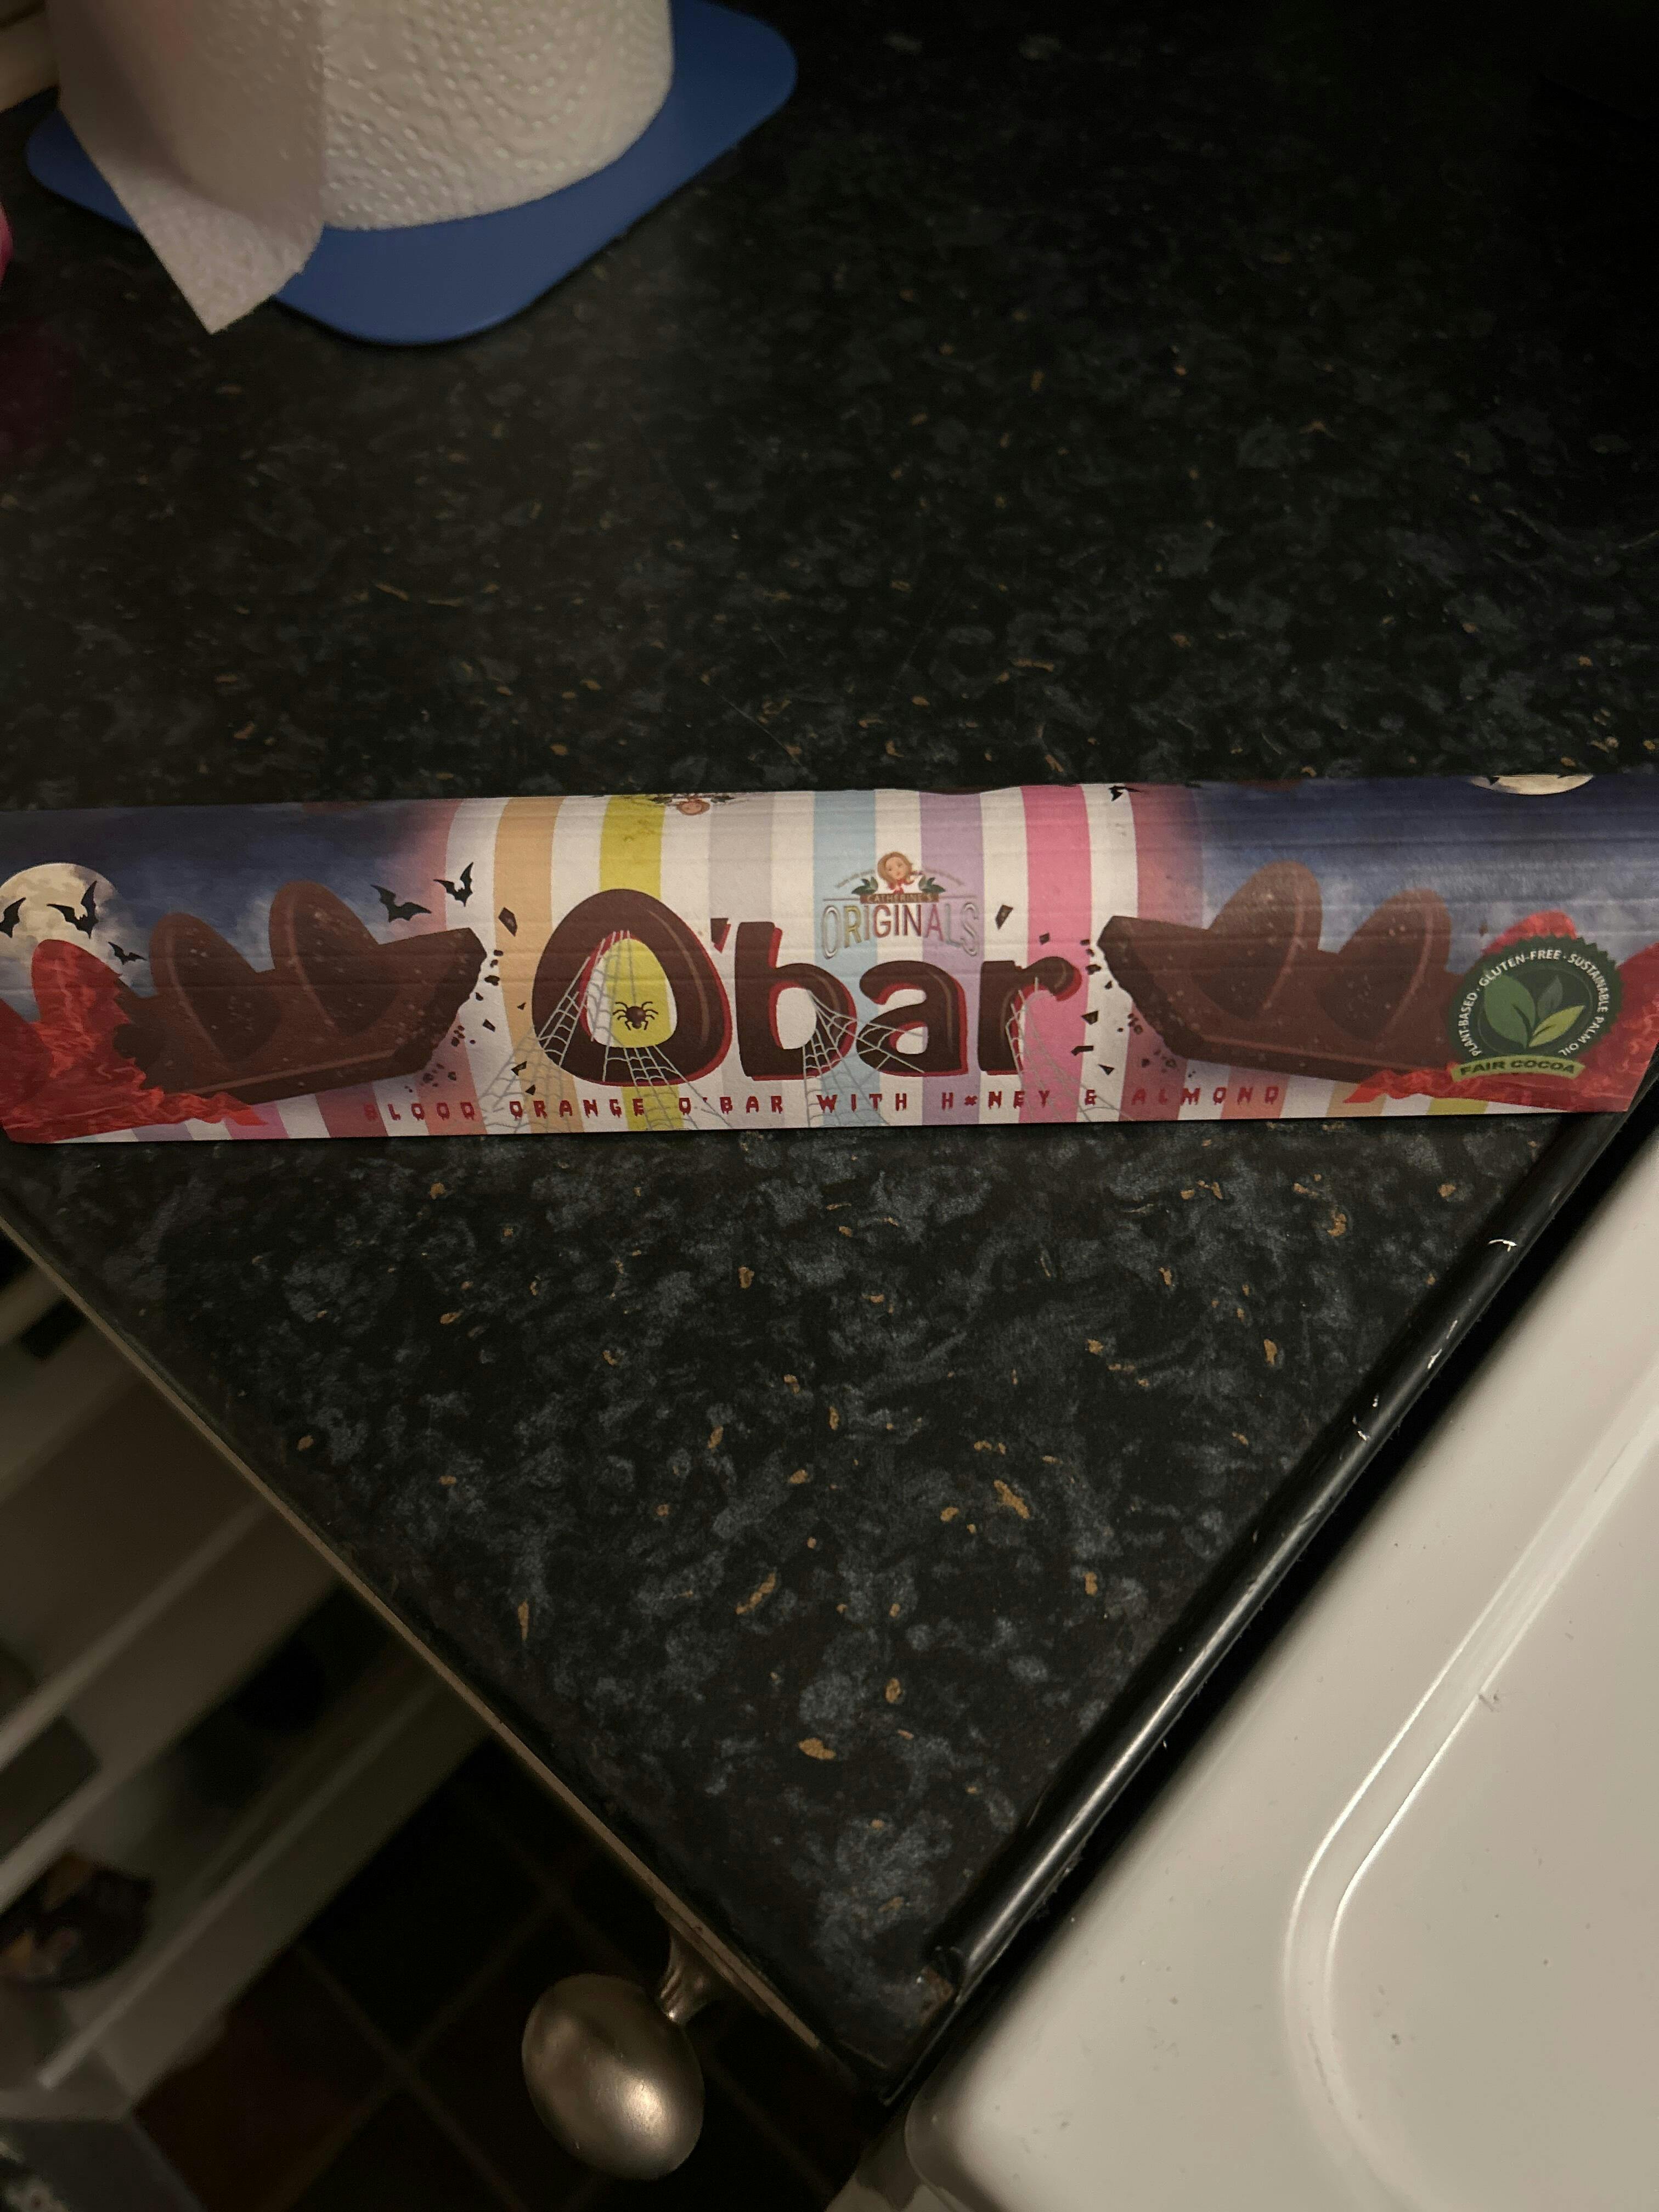 CATHERINE'S
ORIGINALS
O'bar
BLOOD ORANGE O'BAR WITH H*NEY & ALMOND
PLANT-BASED · GLUTEN-FREE · SUSTAINABLE PALM OIL
FAIR COCOA